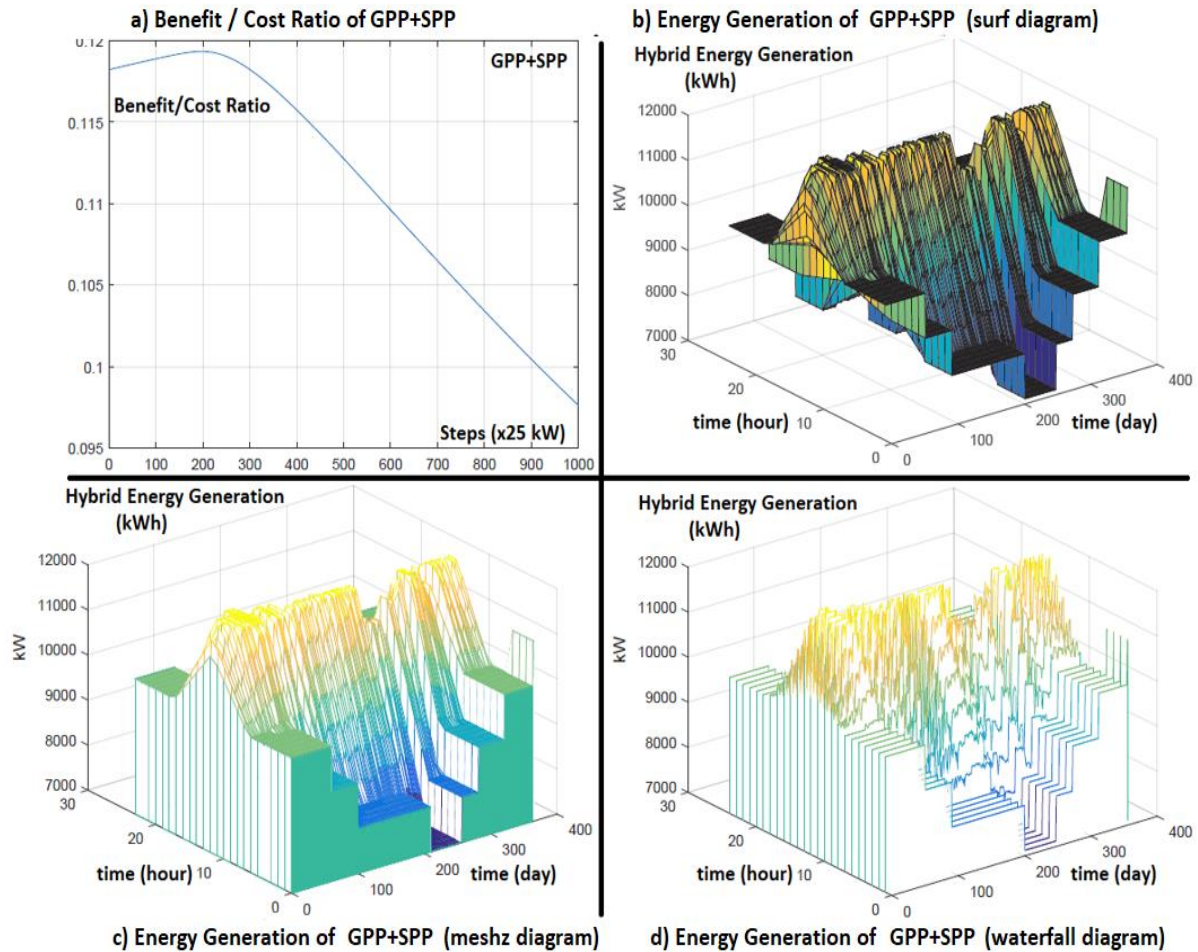 a) Benefit / Cost Ratio of GPP+SPP
0.12
GPP+SPP
Benefit/Cost Ratio
0.115
0.11
0.105
0.1
Steps (x25 kW)
0.095
0 100 200 300 400 500 600 700 800 900 1000
b) Energy Generation of GPP+SPP (surf diagram)
Hybrid Energy Generation
(kWh)
12000
11000
10000
kW
9000
8000
7000
30
20
10
0
time (hour)
0
100
200
300
400
time (day)
Hybrid Energy Generation
(kWh)
12000
11000
10000
kW
9000
8000
7000
30
20
10
0
time (hour)
0
100
200
300
400
time (day)
c) Energy Generation of GPP+SPP (meshz diagram)
Hybrid Energy Generation
(kWh)
12000
11000
10000
kW
9000
8000
7000
30
20
10
0
time (hour)
0
100
200
300
400
time (day)
d) Energy Generation of GPP+SPP (waterfall diagram)